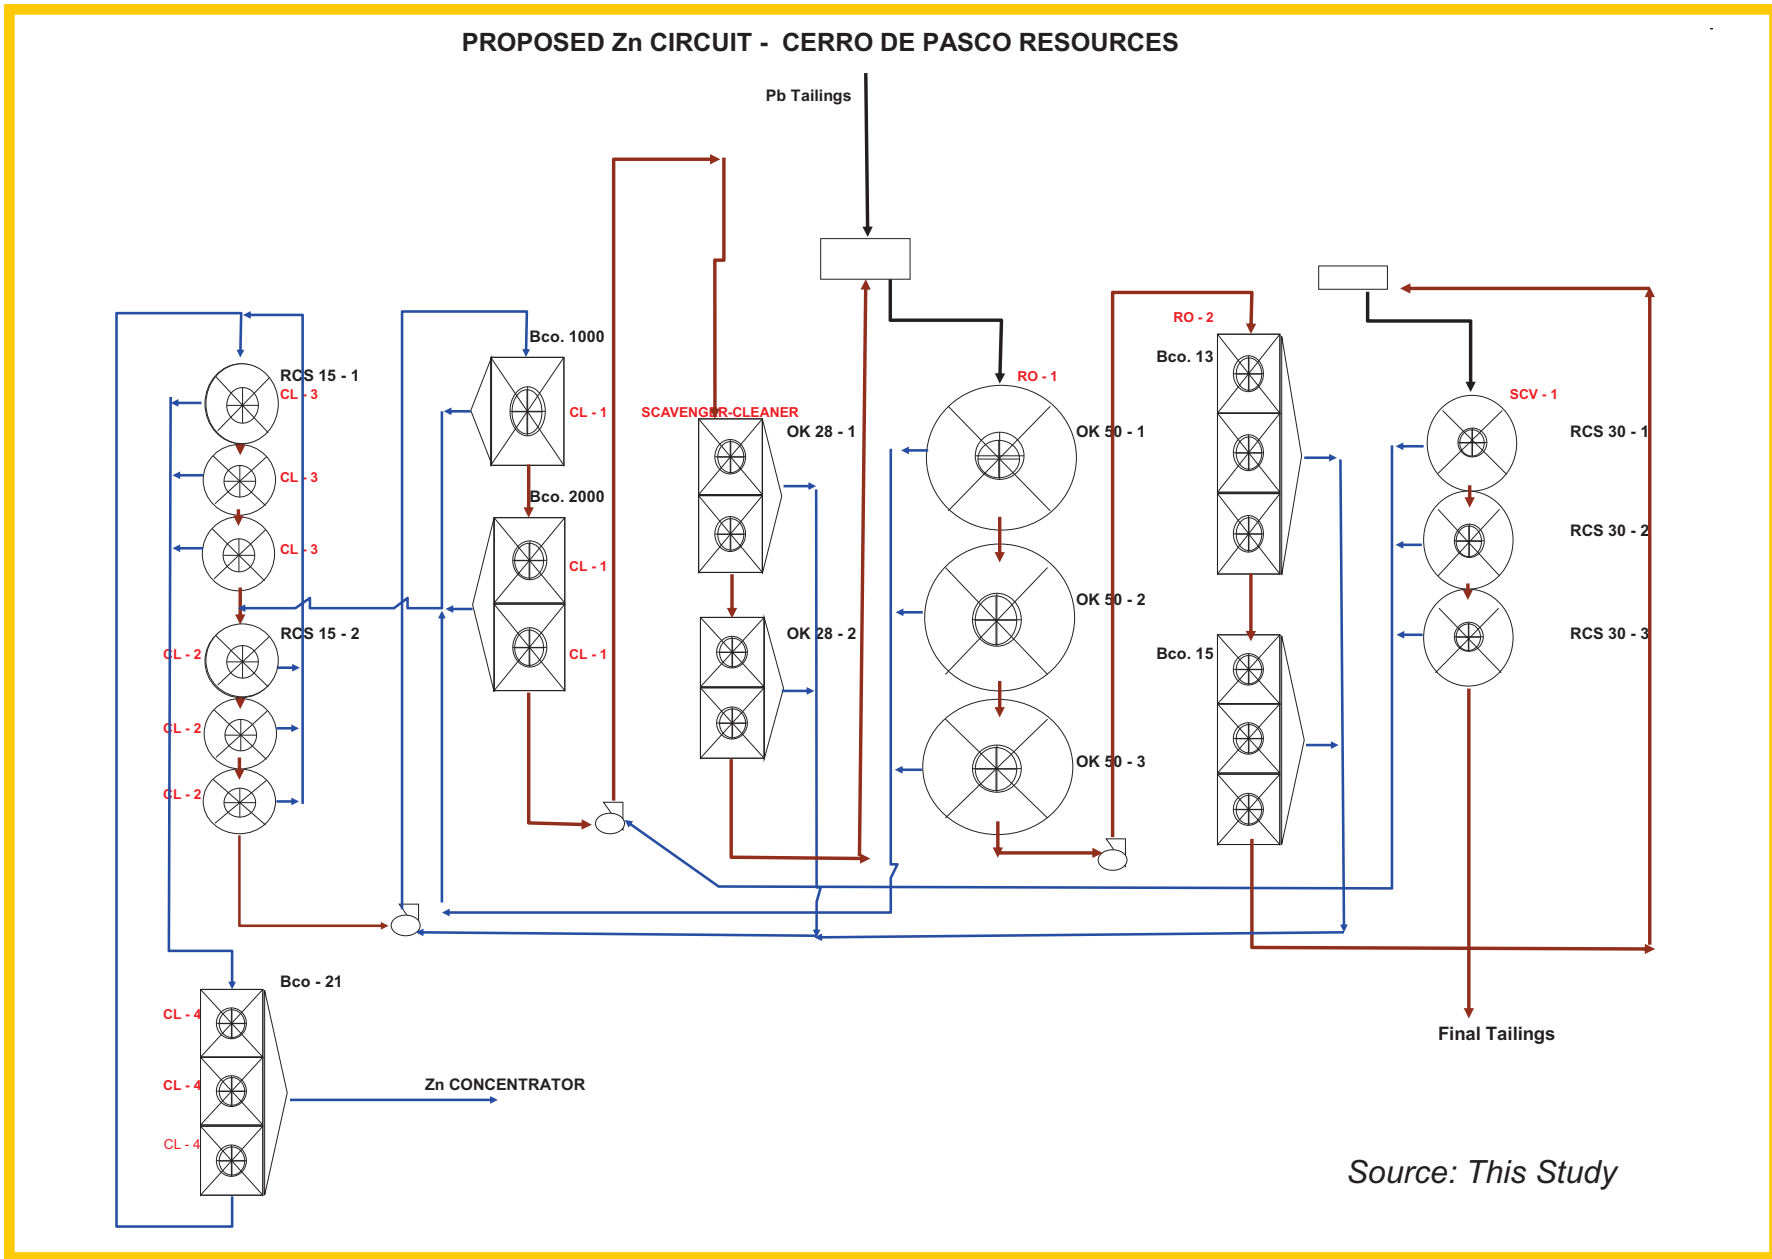 PROPOSED Zn CIRCUIT - CERRO DE PASCO RESOURCES
-
Pb Tailings
RO - 2
Bco. 1000
Bco. 13
RCS 15 - 1
RO - 1
CL - 3
SCV - 1
CL - 1
SCAVENGER-CLEANER
OK 28 - 1
OK 50 - 1
RCS 30 - 1
CL - 3
Bco. 2000
RCS 30 - 2
CL - 3
CL - 1
OK 50 - 2
RCS 15 - 2
OK 28 - 2
RCS 30 - 3
CL - 2
CL - 1
Bco. 15
CL - 2
OK 50 - 3
CL - 2
Bco - 21
CL - 4
Final Tailings
CL - 4
Zn CONCENTRATOR
CL - 4
Source: This Study